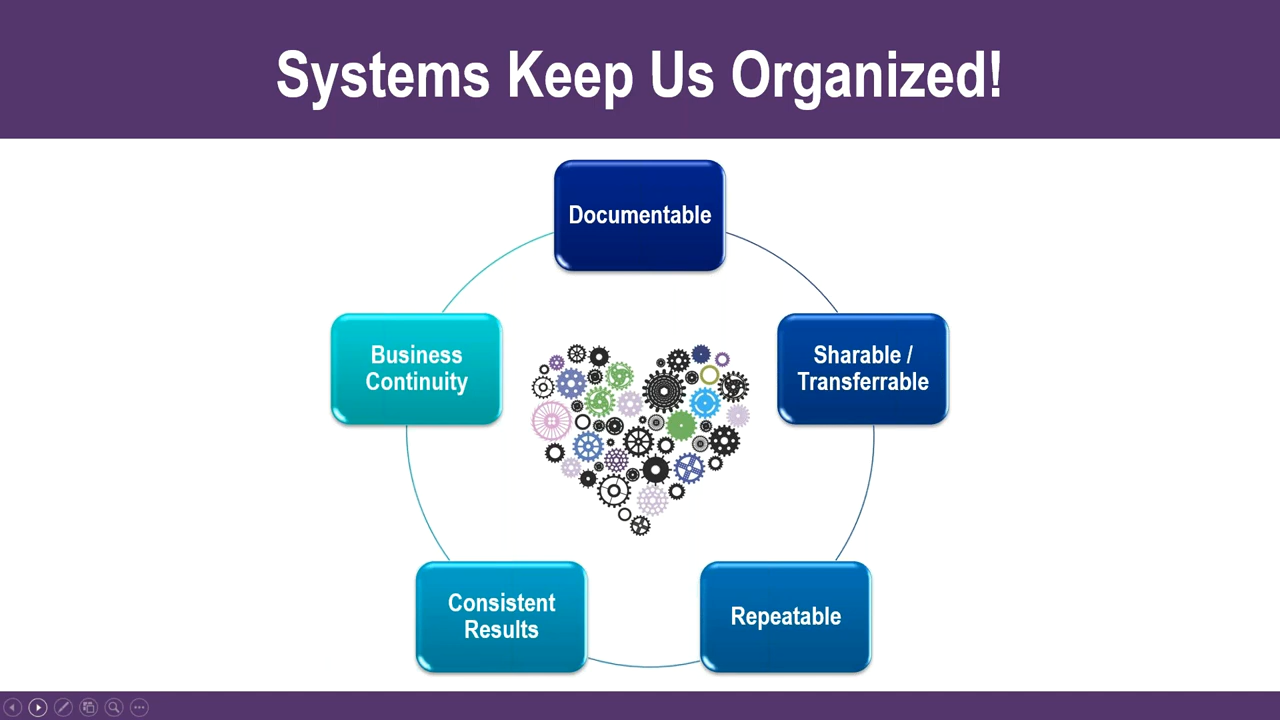 Systems Keep Us Organized!
Documentable
Sharable /
Transferrable
Repeatable
Consistent
Results
Business
Continuity